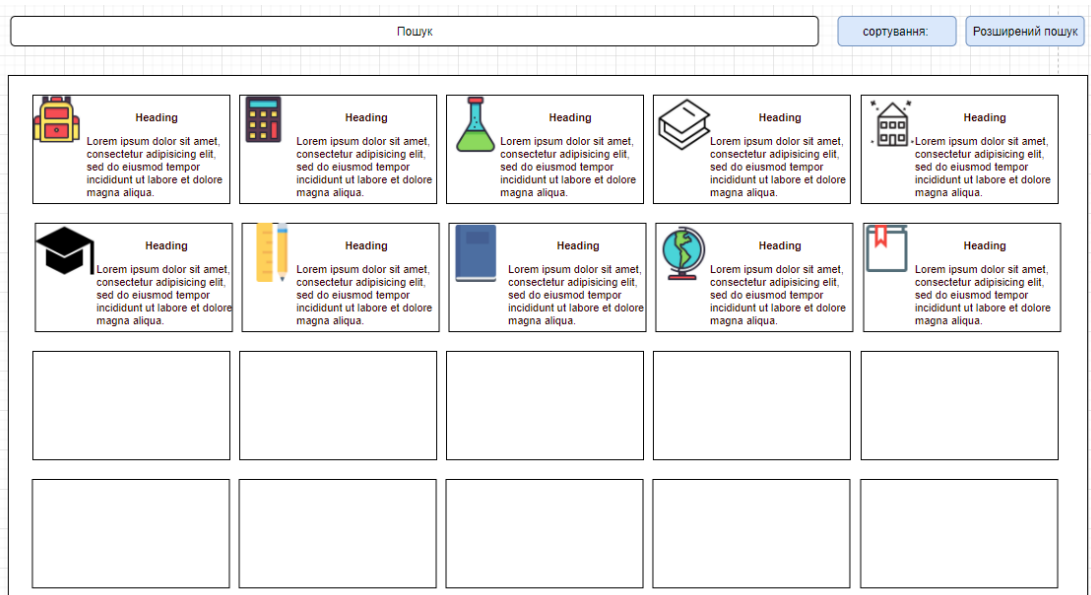 Пошук
сортування:
Розширений пошук
Heading
Lorem ipsum dolor sit amet,
consectetur adipisicing elit,
sed do eiusmod tempor
incididunt ut labore et dolore
magna aliqua.
Heading
Lorem ipsum dolor sit amet,
consectetur adipisicing elit,
sed do eiusmod tempor
incididunt ut labore et dolore
magna aliqua.
Heading
Lorem ipsum dolor sit amet,
consectetur adipisicing elit,
sed do eiusmod tempor
incididunt ut labore et dolore
magna aliqua.
Heading
Lorem ipsum dolor sit amet,
consectetur adipisicing elit,
sed do eiusmod tempor
incididunt ut labore et dolore
magna aliqua.
Heading
Lorem ipsum dolor sit amet,
consectetur adipisicing elit,
sed do eiusmod tempor
incididunt ut labore et dolore
magna aliqua.
Heading
Lorem ipsum dolor sit amet,
consectetur adipisicing elit,
sed do eiusmod tempor
incididunt ut labore et dolore
magna aliqua.
Heading
Lorem ipsum dolor sit amet,
consectetur adipisicing elit,
sed do eiusmod tempor
incididunt ut labore et dolore
magna aliqua.
Heading
Lorem ipsum dolor sit amet,
consectetur adipisicing elit,
sed do eiusmod tempor
incididunt ut labore et dolore
magna aliqua.
Heading
Lorem ipsum dolor sit amet,
consectetur adipisicing elit,
sed do eiusmod tempor
incididunt ut labore et dolore
magna aliqua.
Heading
Lorem ipsum dolor sit amet,
consectetur adipisicing elit,
sed do eiusmod tempor
incididunt ut labore et dolore
magna aliqua.